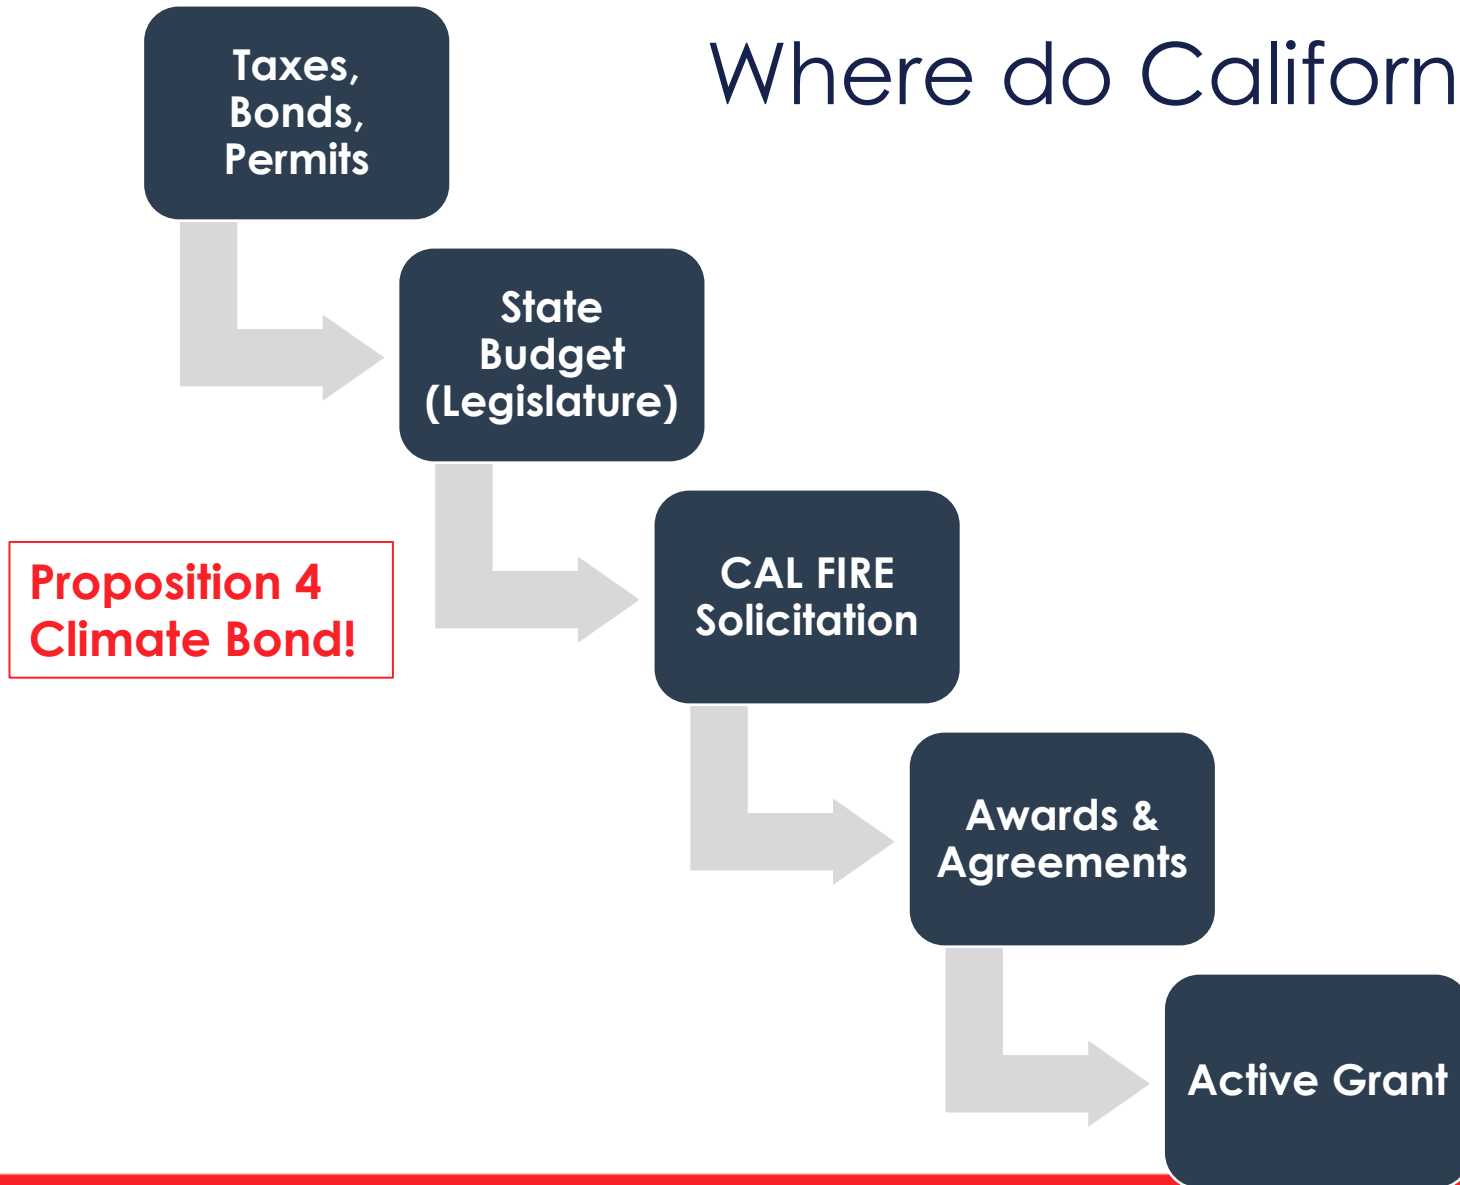 Where do Californ
Taxes,
Bonds,
Permits
State
Budget
(Legislature)
Proposition 4
Climate Bond!
CAL FIRE
Solicitation
Awards &
Agreements
Active Grant